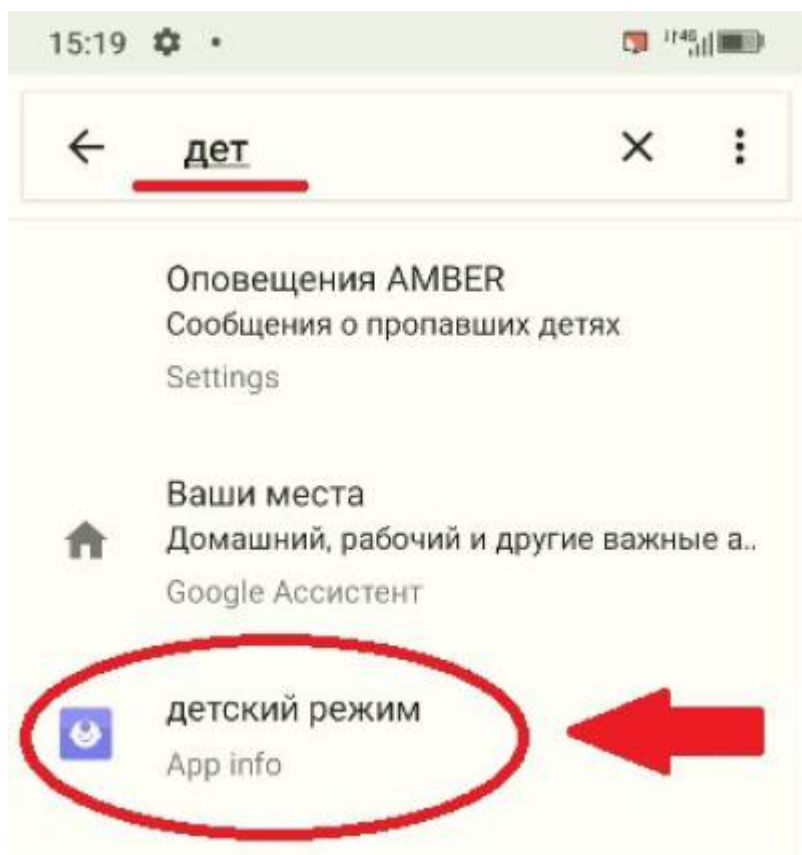 15:19
дет
Оповещения AMBER
Сообщения о пропавших детях
Settings
Ваши места
Домашний, рабочий и другие важные а..
Google Ассистент
детский режим
App info